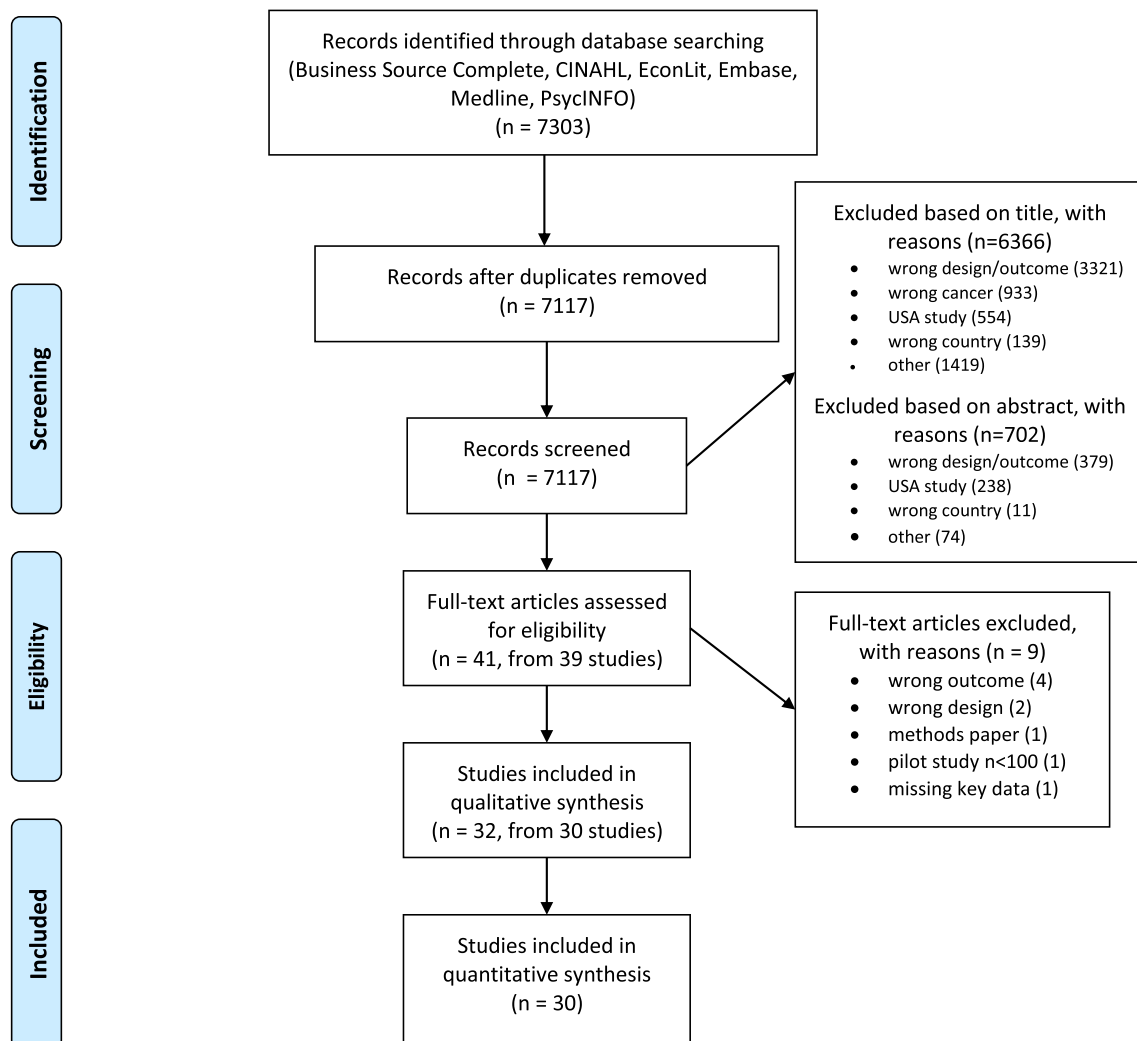 Identification
Records identified through database searching
(Business Source Complete, CINAHL, EconLit, Embase,
Medline, PsycINFO)
(n = 7303)
Records after duplicates removed
(n = 7117)
Excluded based on title, with
reasons (n=6366)
• wrong design/outcome (3321)
• wrong cancer (933)
• USA study (554)
• wrong country (139)
• other (1419)
Excluded based on abstract, with
reasons (n=702)
• wrong design/outcome (379)
• USA study (238)
• wrong country (11)
• other (74)
Screening
Records screened
(n = 7117)
Eligibility
Full-text articles assessed
for eligibility
(n = 41, from 39 studies)
Full-text articles excluded,
with reasons (n = 9)
• wrong outcome (4)
• wrong design (2)
• methods paper (1)
• pilot study n<100 (1)
• missing key data (1)
Studies included in
qualitative synthesis
(n = 32, from 30 studies)
Included
Studies included in
quantitative synthesis
(n = 30)